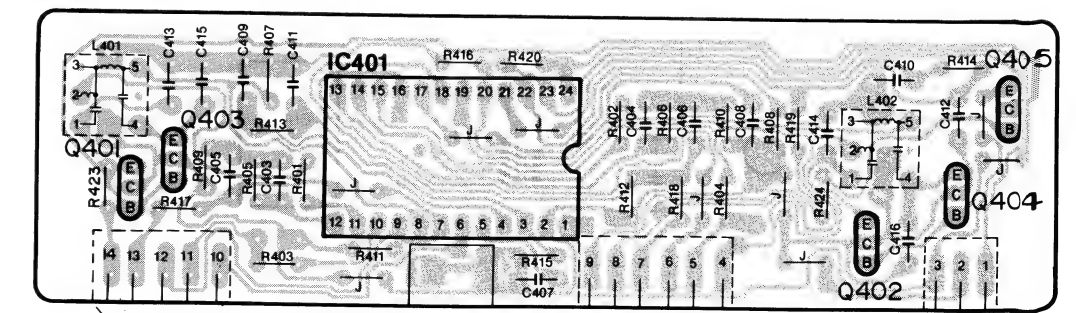 L401
3 5
2
1 4
C413
C415
C409
R407
C411
IC401
R416
R420
13 14 15 16 17 18 19 20 21 22 23 24
J
J
J
12 11 10 9 8 7 6 5 4 3 2 1
Q401
Q403
E C B
E C B
R413
R423
R417
R409
C405
R405
C403
R401
14 13 12 11 10
R403
R411
J
R415
C407
R402
C404
R406
C406
R410
C408
R408
R419
C414
R412
R418
R404
J
R424
9 8 7 6 5 4
J
C410
R414
Q405
E C B
L402
3 5
2
1 4
C412
J
J
E C B
Q404
E C B
C416
Q402
3 2 1